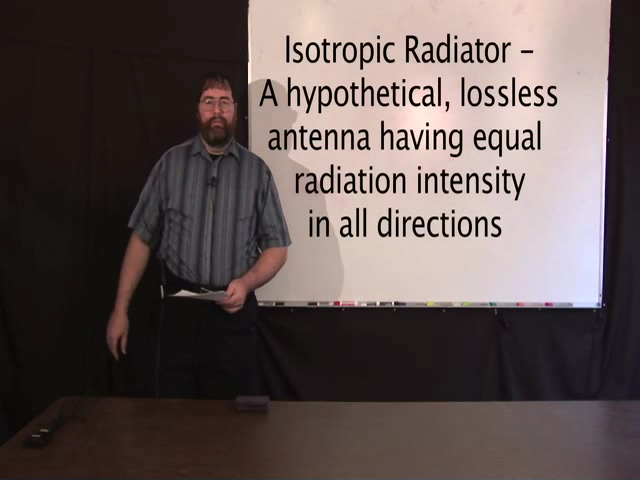 Isotropic Radiator –
A hypothetical, lossless
antenna having equal
radiation intensity
in all directions